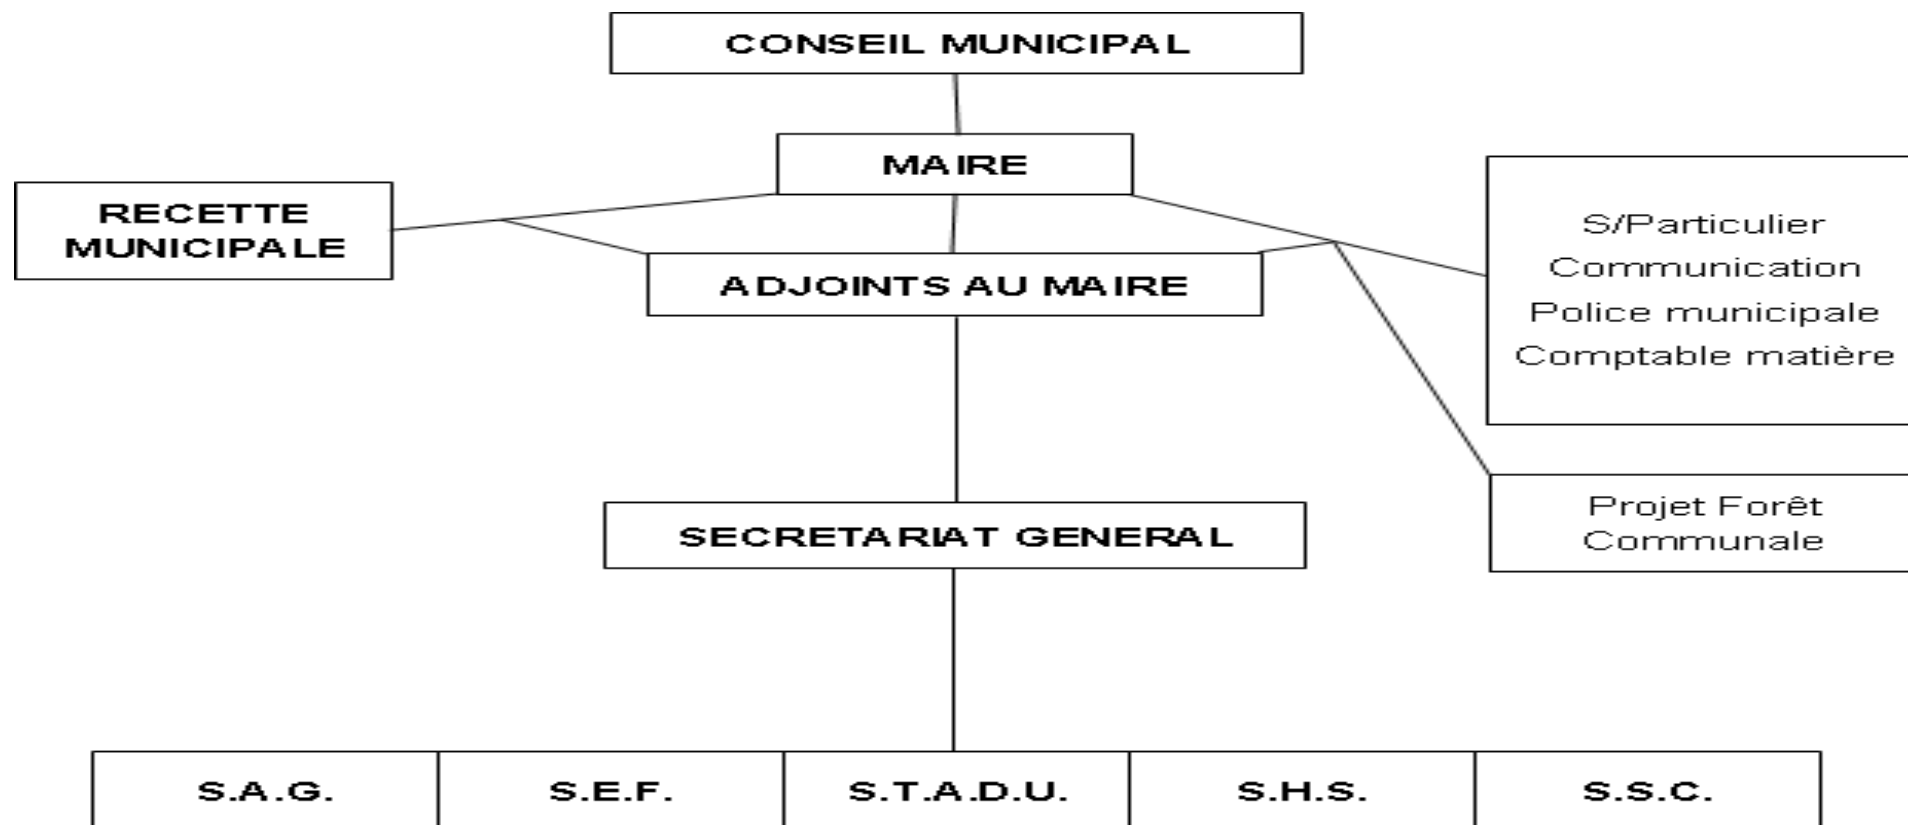 CONSEIL MUNICIPAL
MAIRE
RECETTE
MUNICIPALE
ADJOINTS AU MAIRE
S/Particulier
Communication
Police municipale
Comptable matière
Projet Forêt
Communale
SECRETARIAT GENERAL
S.A.G.
S.E.F.
S.T.A.D.U.
S.H.S.
S.S.C.